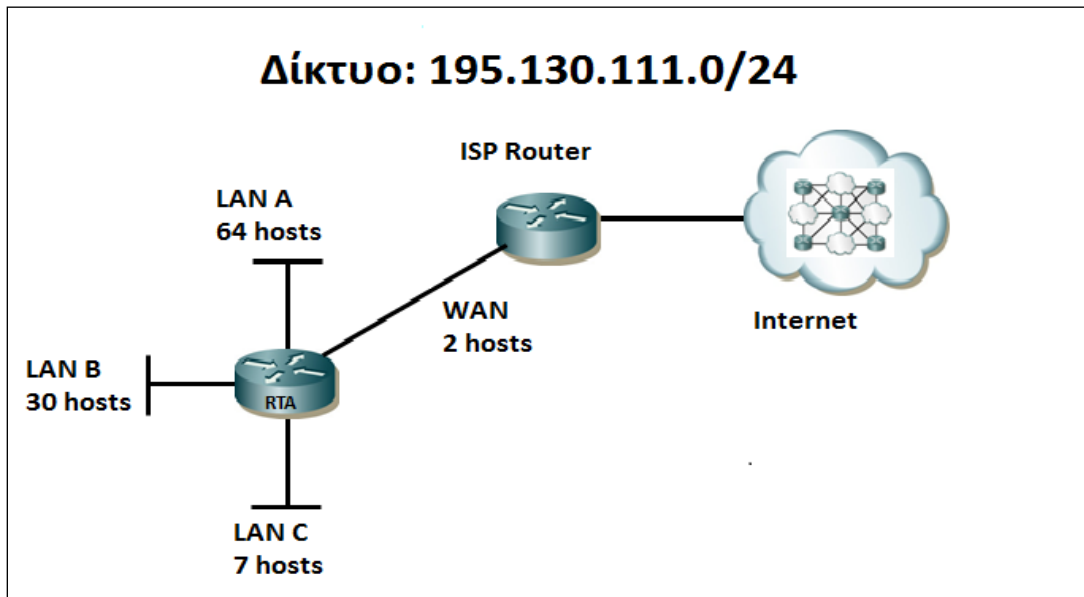 Δίκτυο: 195.130.111.0/24
ISP Router
LAN A
64 hosts
WAN
2 hosts
Internet
LAN B
30 hosts
RTA
LAN C
7 hosts